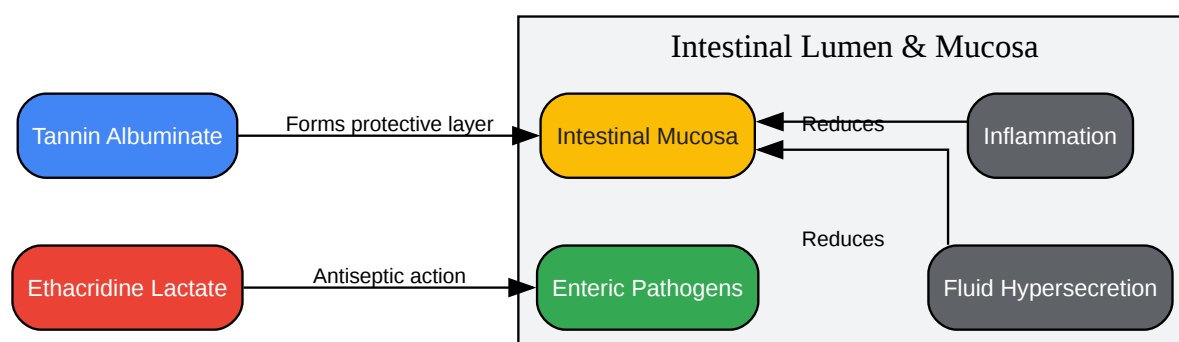 Intestinal Lumen & Mucosa
Tannin Albuminate
Forms protective layer
Intestinal Mucosa
Reduces
Inflammation
Reduces
Ethacridine Lactate
Antiseptic action
Enteric Pathogens
Fluid Hypersecretion